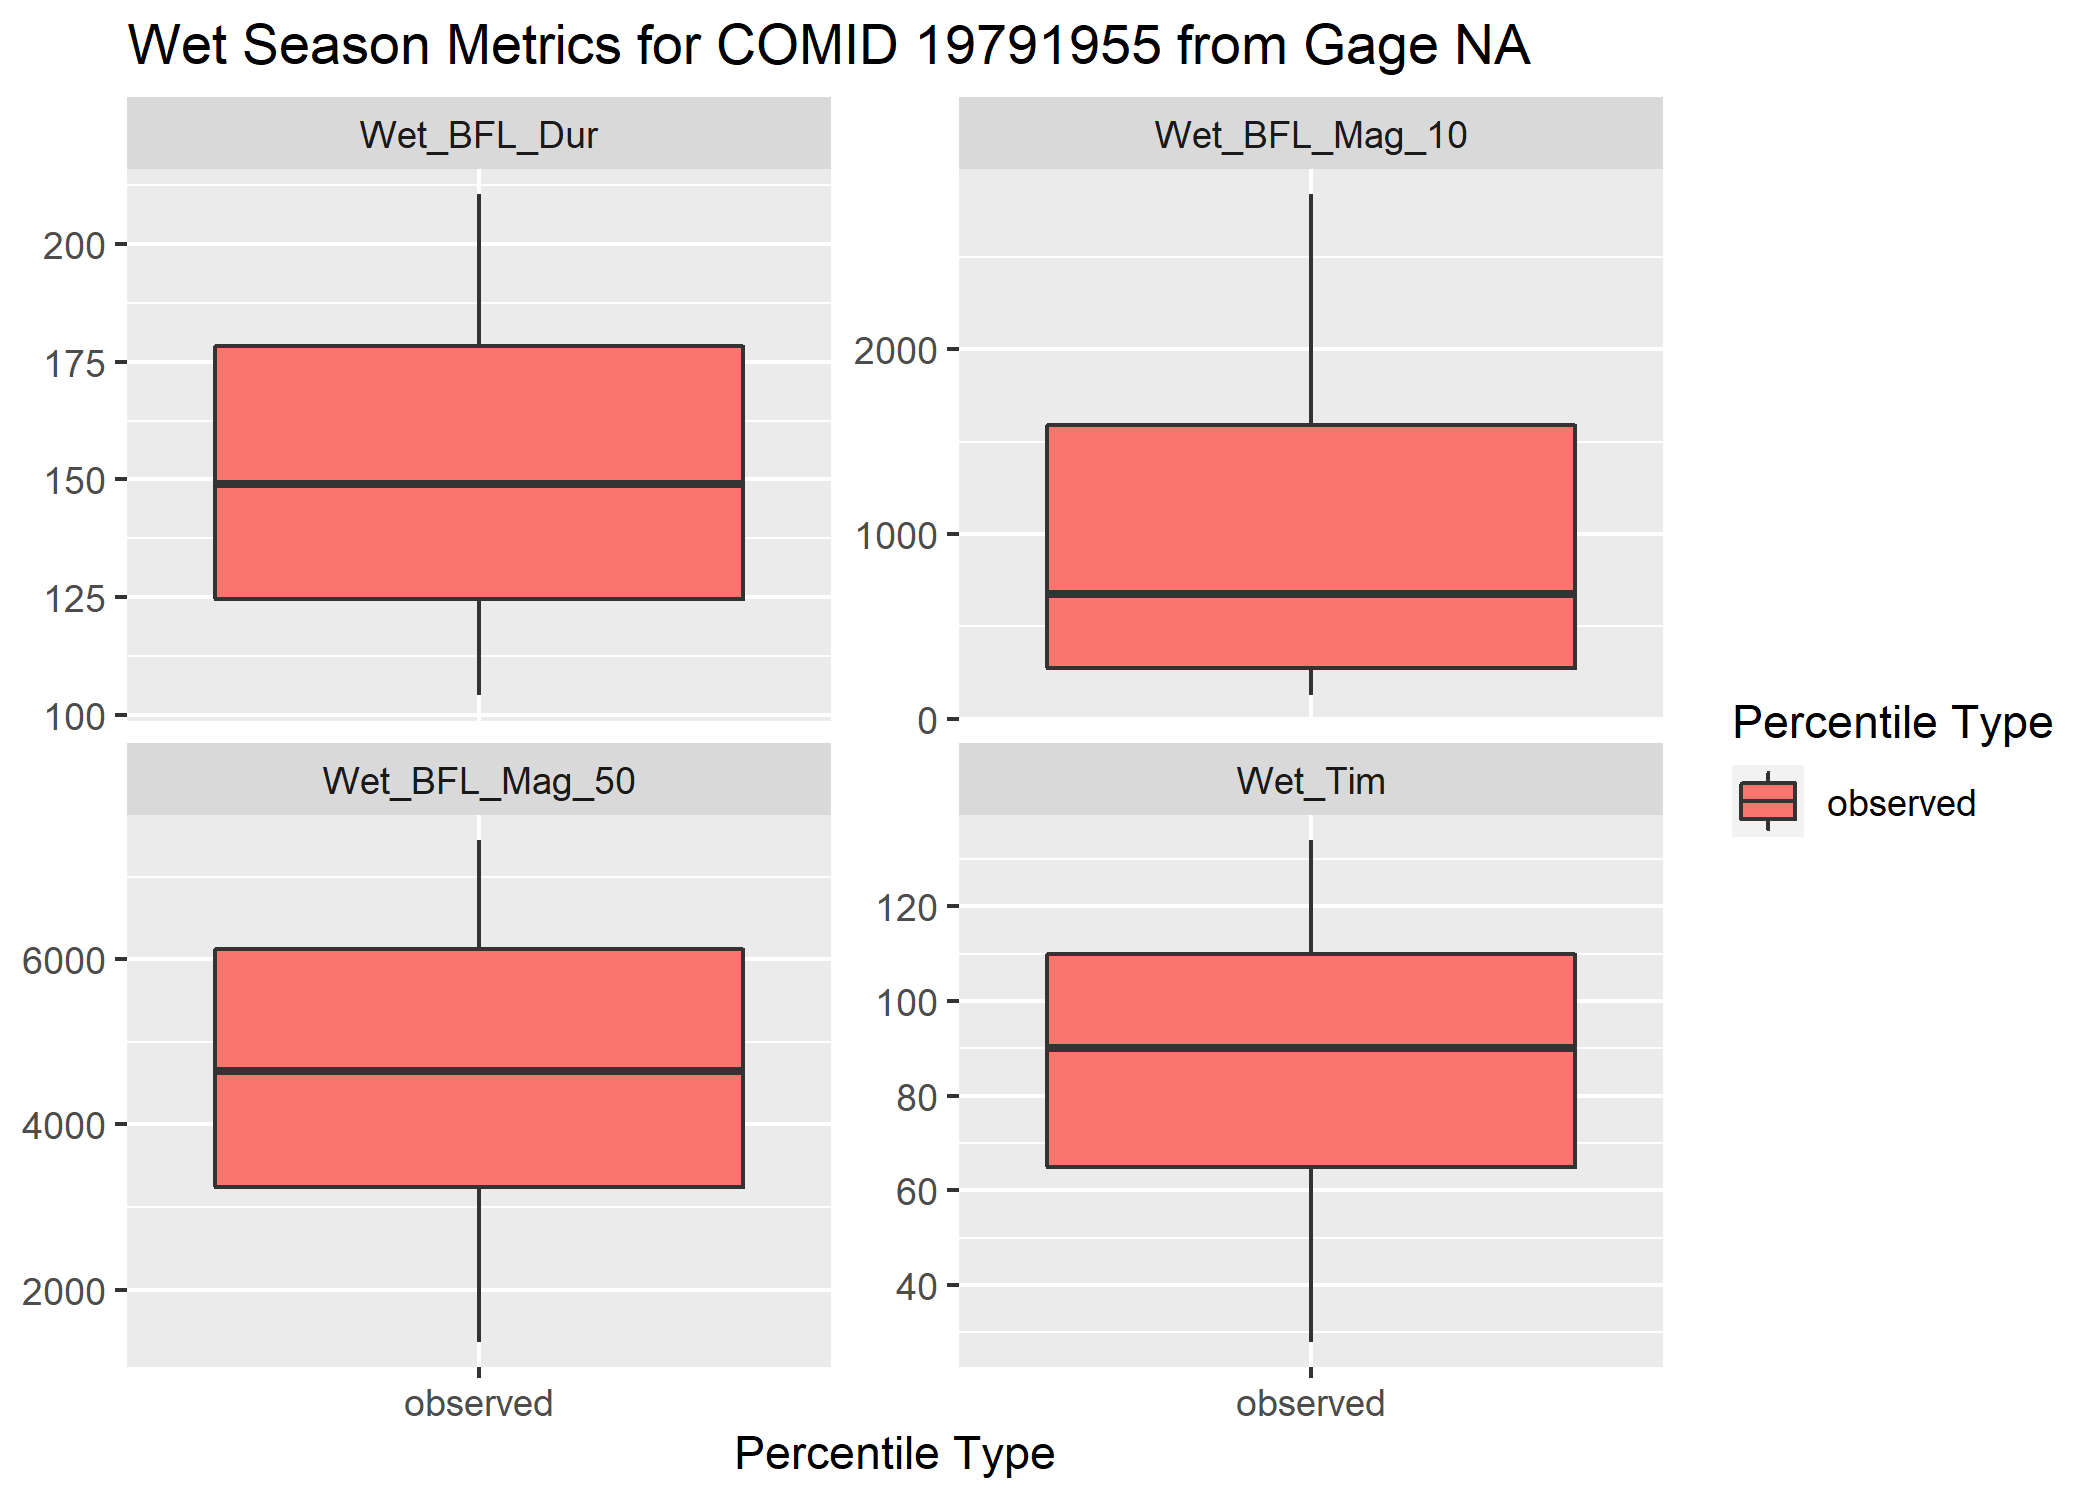 Wet Season Metrics for COMID 19791955 from Gage NA
Wet_BFL_Dur
200
175
150
125
100
Wet_BFL_Mag_10
2000
1000
0
Wet_BFL_Mag_50
6000
4000
2000
observed
Wet_Tim
120
100
80
60
40
observed
Percentile Type
Percentile Type
observed